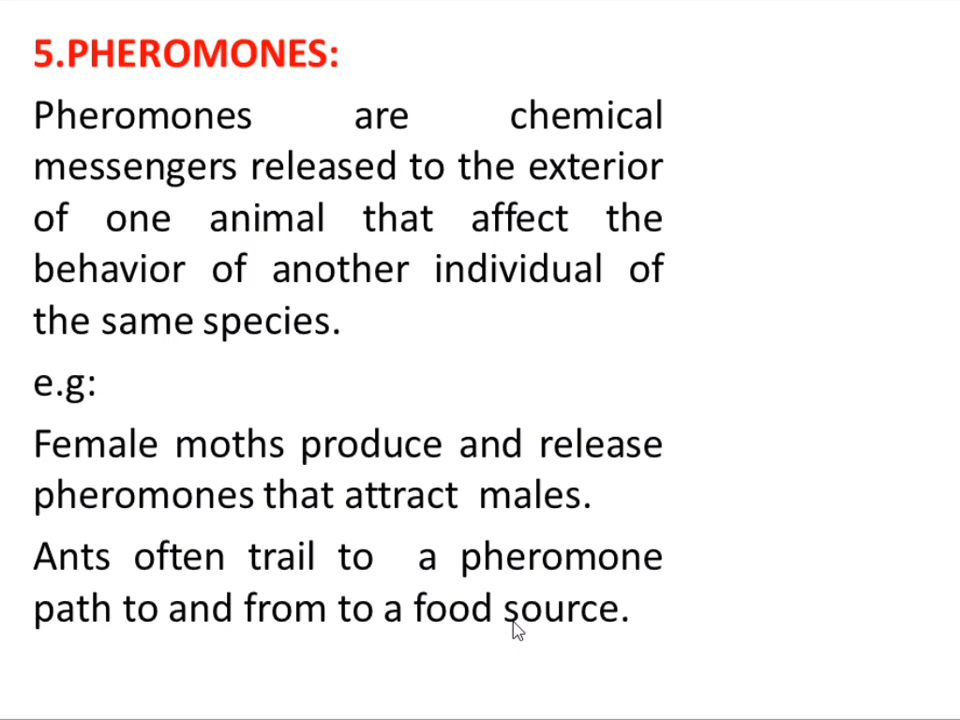 5.PHEROMONES:
Pheromones are chemical
messengers released to the exterior
of one animal that affect the
behavior of another individual of
the same species.
e.g:
Female moths produce and release
pheromones that attract males.
Ants often trail to a pheromone
path to and from to a food source.